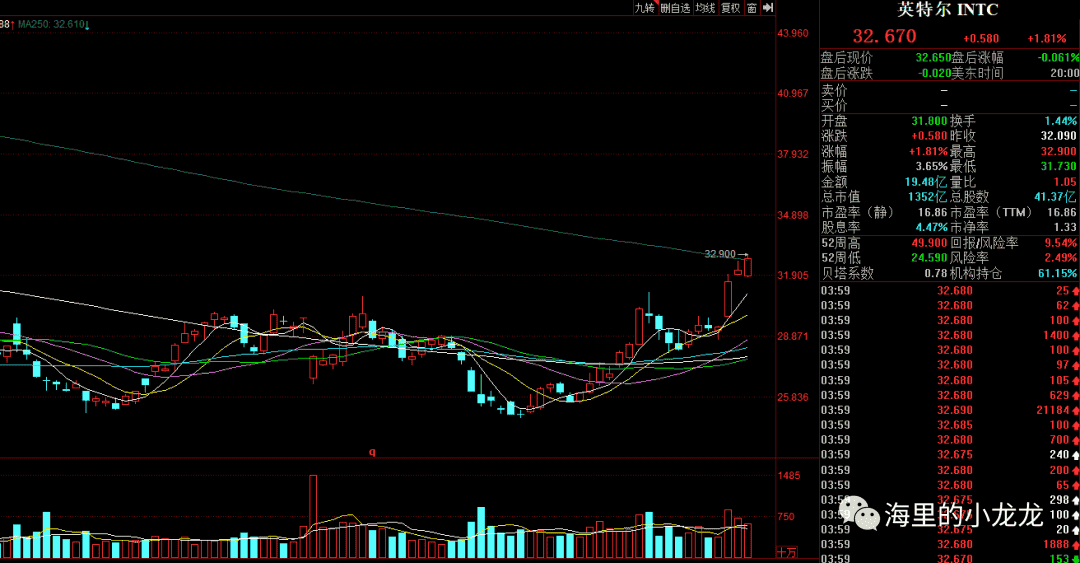 九转 删自选 均线 复权 窗
88↑ MA250: 32.610↓
43.960
40.967
37.932
34.898
31.905
28.871
25.836
32.900→
q
1485
750
十万
英特尔 INTC
32.670 +0.580 +1.81%
盘后现价 32.650 盘后涨幅 -0.061%
盘后涨跌 -0.020 美东时间 20:00
卖价 — —
买价 — —
开盘 31.800 换手 1.44%
涨跌 +0.580 昨收 32.090
涨幅 +1.81% 最高 32.900
振幅 3.65% 最低 31.730
金额 19.48亿 量比 1.05
总市值 1352亿 总股数 41.37亿
市盈率（静） 16.86 市盈率（TTM） 16.86
股息率 4.47% 市净率 1.33
52周高 49.900 回报/风险率 9.54%
52周低 24.590 风险率 2.49%
贝塔系数 0.78 机构持仓 61.15%
03:59 32.680 25
03:59 32.680 62
03:59 32.680 100
03:59 32.680 1400
03:59 32.680 100
03:59 32.680 97
03:59 32.680 105
03:59 32.680 629
03:59 32.690 21184
03:59 32.685 100
03:59 32.680 700
03:59 32.675 240
03:59 32.680 200
03:59 32.680 65
03:59 32.675 298
03:59 100
03:59 32.675 20
03:59 32.680 1888
03:59 32.670 153
海里的小龙龙